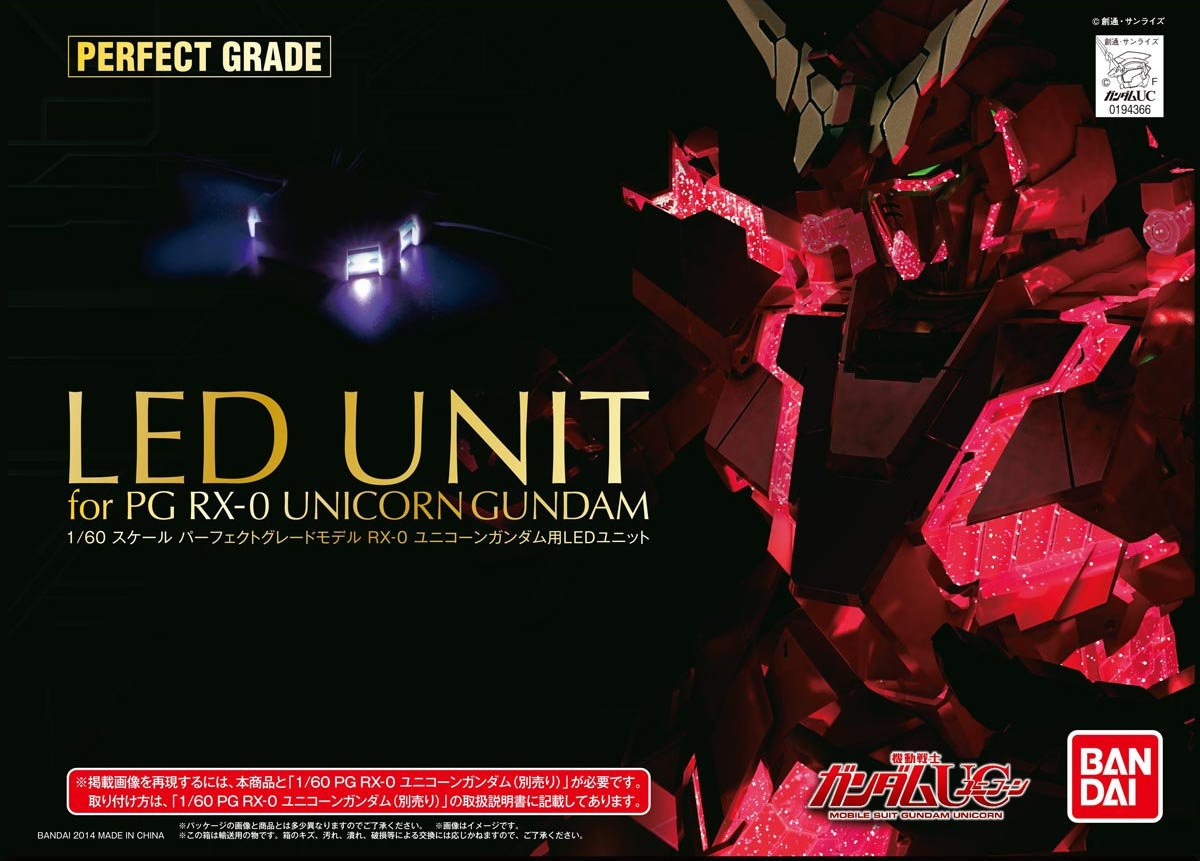 PERFECT GRADE
©創通・サンライズ
創通・サンライズ
© F
ガンダムUC
0194366
LED UNIT
for PG RX-0 UNICORN GUNDAM
1/60 スケール パーフェクトグレードモデル RX-0 ユニコーンガンダム用LEDユニット
※掲載画像を再現するには、本商品と「1/60 PG RX-0 ユニコーンガンダム(別売り)」が必要です。
取り付け方は、「1/60 PG RX-0 ユニコーンガンダム(別売り)」の取扱説明書に記載してあります。
BANDAI 2014 MADE IN CHINA
※パッケージの画像と商品とは多少異なりますのでご了承ください。 ※画像はイメージです。
※この箱は輸送用の物です。箱のキズ、汚れ、潰れ、破損等による交換には応じかねますので、ご了承ください。
機動戦士
ガンダムUC ユニコーン
MOBILE SUIT GUNDAM UNICORN
BAN
DAI